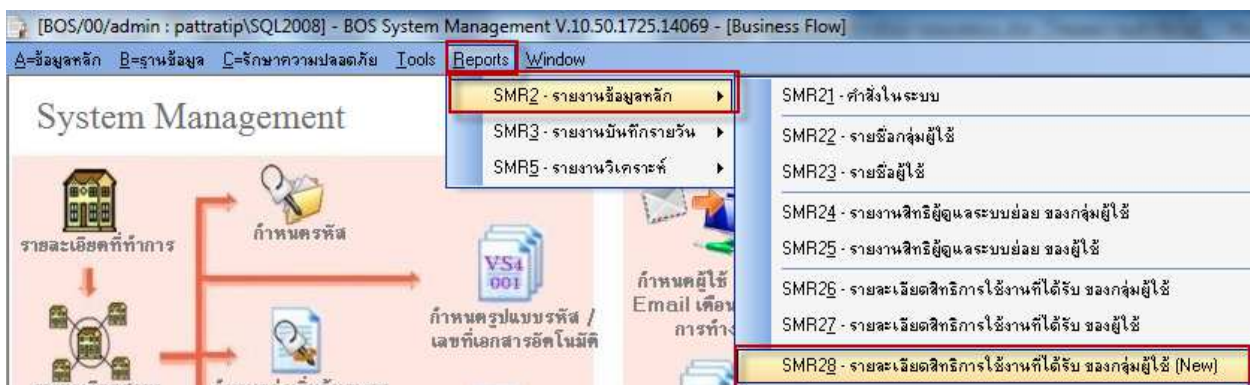 [BOS/00/admin : pattratip\SQL2008] - BOS System Management V.10.50.1725.14069 - [Business Flow]
A=ข้อมูลหลัก B=ฐานข้อมูล C=รักษาความปลอดภัย Tools Reports Window
System Management
SMR2 - รายงานข้อมูลหลัก
SMR3 - รายงานบันทึกรายวัน
SMR5 - รายงานวิเคราะห์
SMR21 - คำสั่งในระบบ
SMR22 - รายชื่อกลุ่มผู้ใช้
SMR23 - รายชื่อผู้ใช้
SMR24 - รายงานสิทธิผู้ดูแลระบบย่อย ของกลุ่มผู้ใช้
SMR25 - รายงานสิทธิผู้ดูแลระบบย่อย ของผู้ใช้
SMR26 - รายละเอียดสิทธิการใช้งานที่ได้รับ ของกลุ่มผู้ใช้
SMR27 - รายละเอียดสิทธิการใช้งานที่ได้รับ ของผู้ใช้
SMR28 - รายละเอียดสิทธิการใช้งานที่ได้รับ ของกลุ่มผู้ใช้ (New)
รายละเอียดที่ทำการ
กำหนดรหัส
VS4
001
กำหนดรูปแบบรหัส /
เลขที่เอกสารอัตโนมัติ
กำหนดผู้ใช้
Email เตือน
การทำง